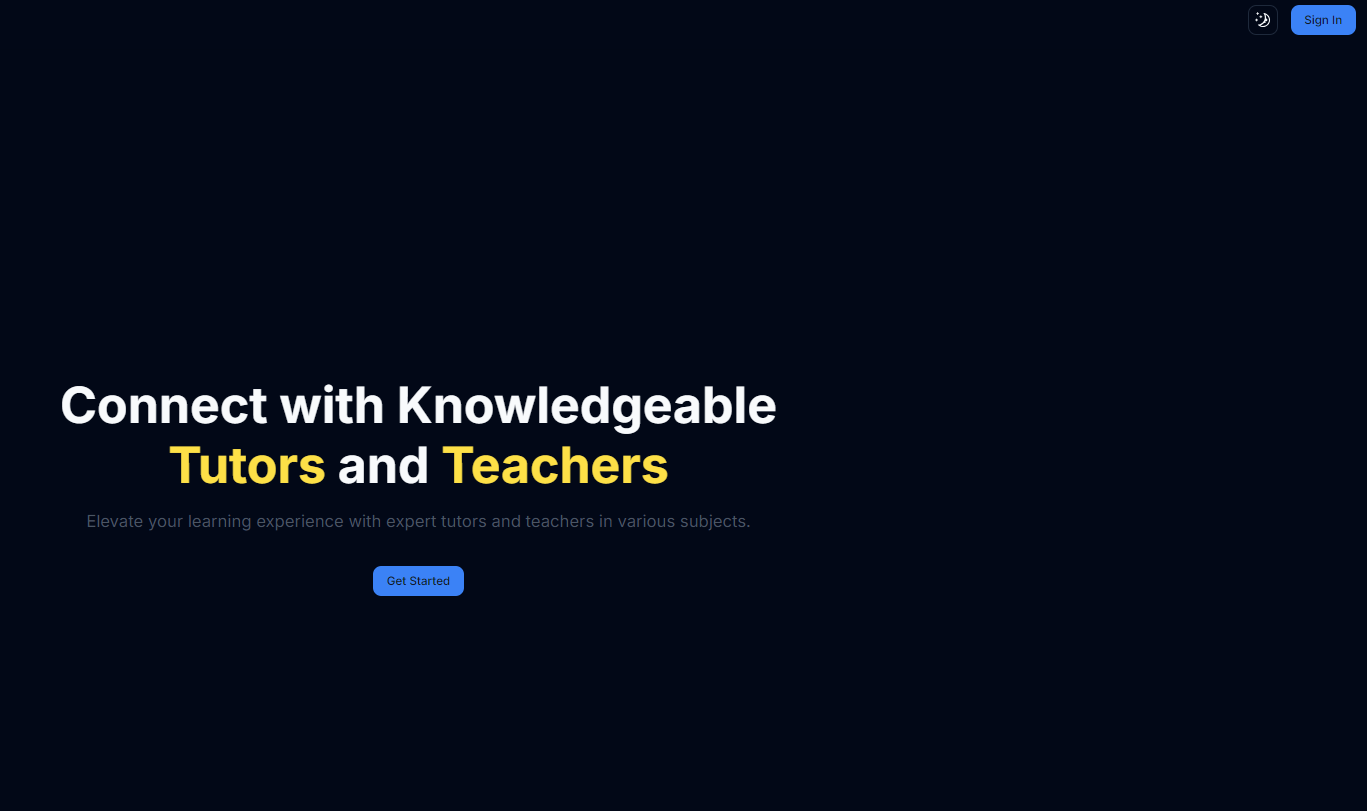 Sign In
Connect with Knowledgeable
Tutors and Teachers
Elevate your learning experience with expert tutors and teachers in various subjects.
Get Started